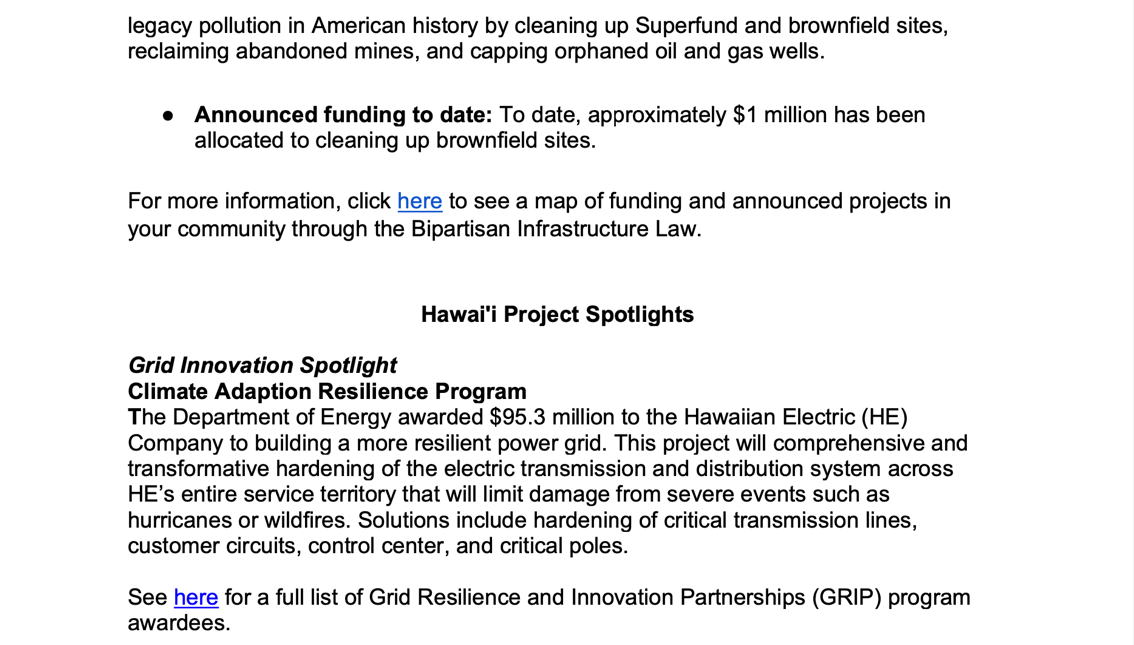 legacy pollution in American history by cleaning up Superfund and brownfield sites,
reclaiming abandoned mines, and capping orphaned oil and gas wells.
● Announced funding to date: To date, approximately $1 million has been
allocated to cleaning up brownfield sites.
For more information, click here to see a map of funding and announced projects in
your community through the Bipartisan Infrastructure Law.
Hawai'i Project Spotlights
Grid Innovation Spotlight
Climate Adaption Resilience Program
The Department of Energy awarded $95.3 million to the Hawaiian Electric (HE)
Company to building a more resilient power grid. This project will comprehensive and
transformative hardening of the electric transmission and distribution system across
HE’s entire service territory that will limit damage from severe events such as
hurricanes or wildfires. Solutions include hardening of critical transmission lines,
customer circuits, control center, and critical poles.
See here for a full list of Grid Resilience and Innovation Partnerships (GRIP) program
awardees.